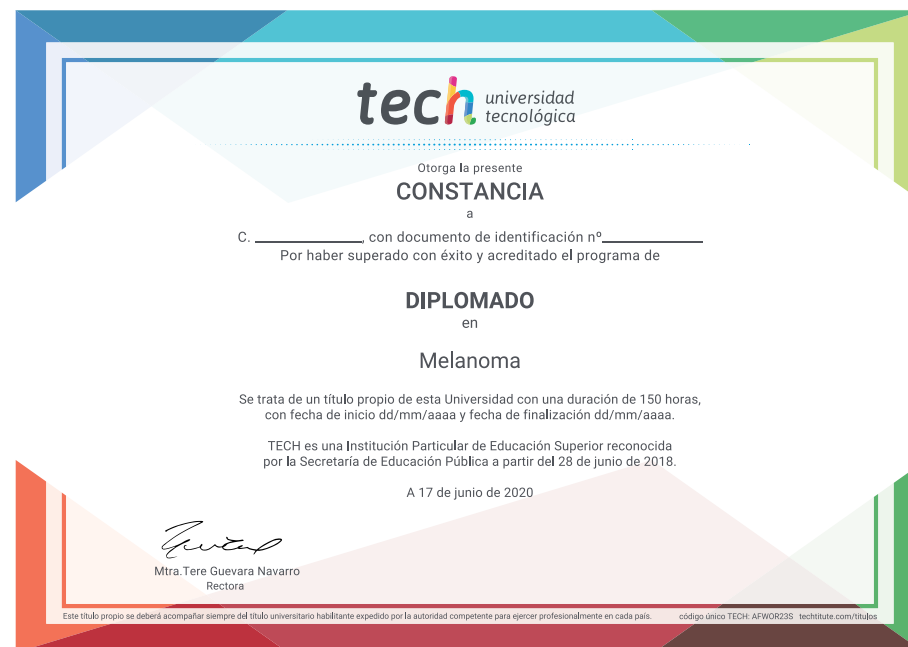 tech universidad
tecnológica
Otorga la presente
CONSTANCIA
a
C. ____________, con documento de identificación nº____________
Por haber superado con éxito y acreditado el programa de
DIPLOMADO
en
Melanoma
Se trata de un título propio de esta Universidad con una duración de 150 horas,
con fecha de inicio dd/mm/aaaa y fecha de finalización dd/mm/aaaa.
TECH es una Institución Particular de Educación Superior reconocida
por la Secretaría de Educación Pública a partir del 28 de junio de 2018.
A 17 de junio de 2020
Mtra.Tere Guevara Navarro
Rectora
Este título propio se deberá acompañar siempre del título universitario habilitante expedido por la autoridad competente para ejercer profesionalmente en cada país. código único TECH: AFWOR23S techtitute.com/titulos